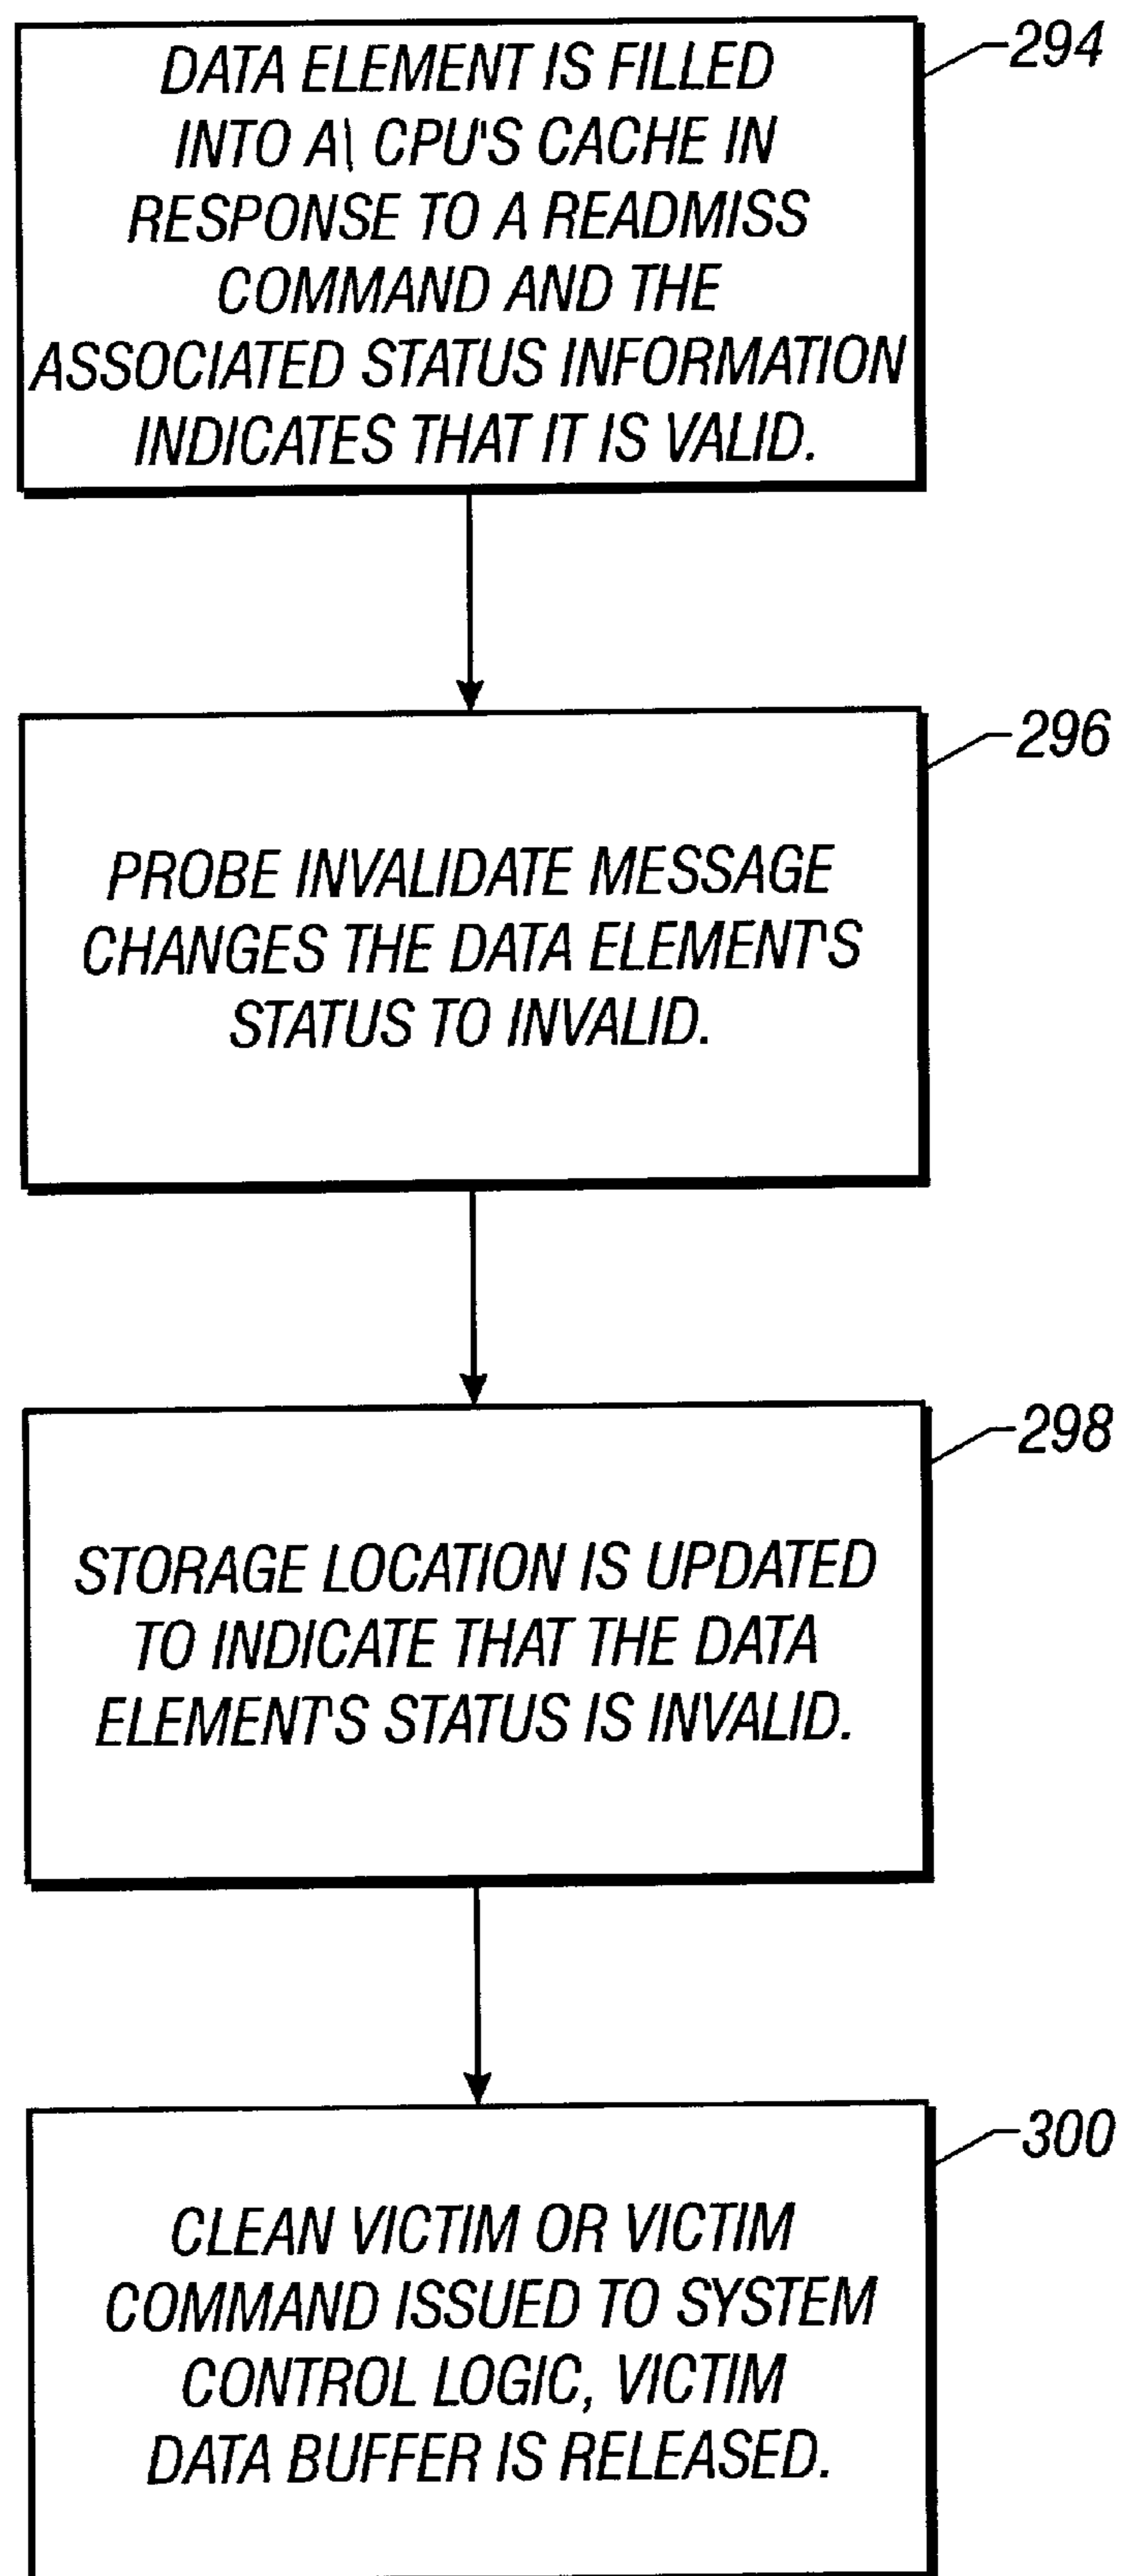 DATA ELEMENT IS FILLED
INTO A\ CPU'S CACHE IN
RESPONSE TO A READMISS
COMMAND AND THE
ASSOCIATED STATUS INFORMATION
INDICATES THAT IT IS VALID.
294
PROBE INVALIDATE MESSAGE
CHANGES THE DATA ELEMENT'S
STATUS TO INVALID.
296
STORAGE LOCATION IS UPDATED
TO INDICATE THAT THE DATA
ELEMENT'S STATUS IS INVALID.
298
CLEAN VICTIM OR VICTIM
COMMAND ISSUED TO SYSTEM
CONTROL LOGIC, VICTIM
DATA BUFFER IS RELEASED.
300